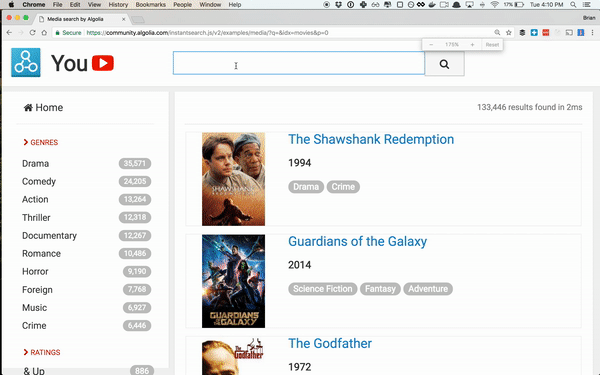 Chrome File Edit View History Bookmarks People Window Help
17% Tue 4:10 PM
Media search by Algolia
Brian
Secure https://community.algolia.com/instantsearch.js/v2/examples/media/?q=&idx=movies&p=0
175% Reset
You
Home
133,446 results found in 2ms
GENRES
Drama 35,571
Comedy 24,205
Action 13,264
Thriller 12,318
Documentary 12,267
Romance 10,486
Horror 9,190
Foreign 7,768
Music 6,927
Crime 6,446
RATINGS
& Up 886
The Shawshank Redemption
1994
Drama Crime
Guardians of the Galaxy
2014
Science Fiction Fantasy Adventure
GUARDIANS
GALAXY
The Godfather
1972
Godfather